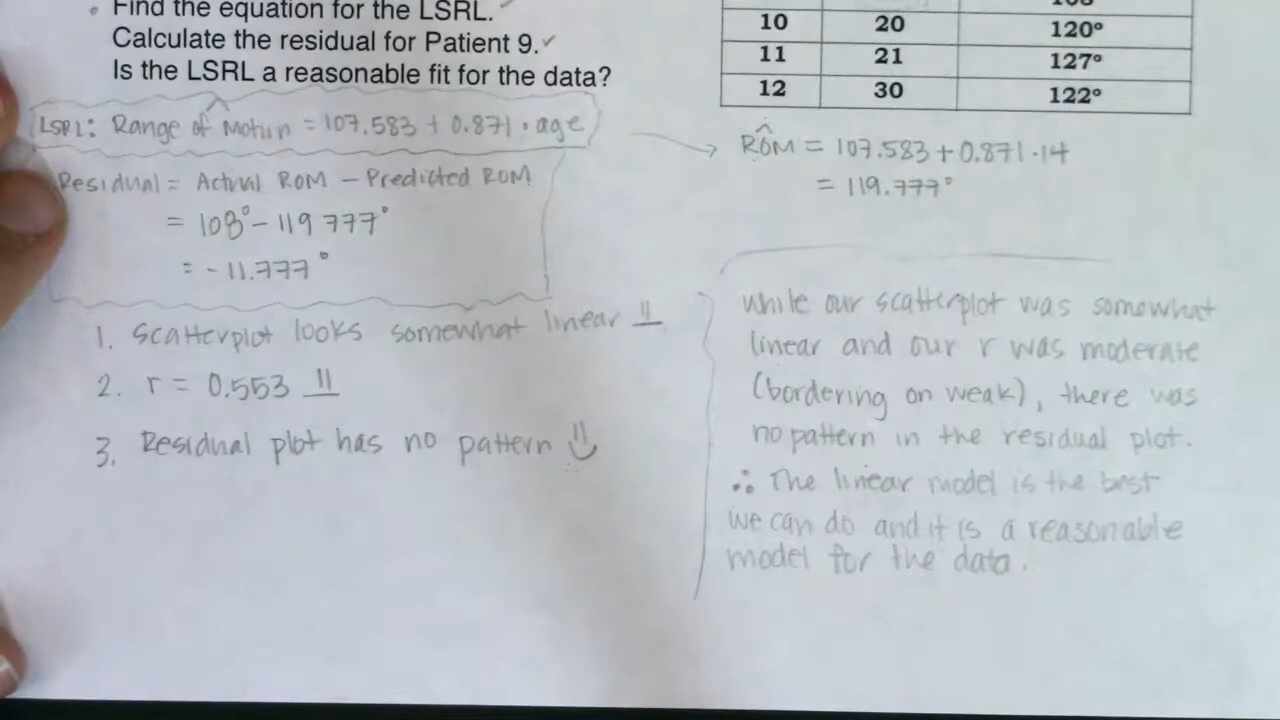 • Find the equation for the LSRL.
Calculate the residual for Patient 9.✓
Is the LSRL a reasonable fit for the data?
108°
10 20 120°
11 21 127°
12 30 122°
LSRL: Range of Motion = 107.583 + 0.871 · age
Residual = Actual ROM − Predicted ROM
= 108° − 119.777°
= -11.777°
1. Scatterplot looks somewhat linear
2. r = 0.553
3. Residual plot has no pattern
→ ROM = 107.583 + 0.871 · 14
= 119.777°
While our scatterplot was somewhat
linear and our r was moderate
(bordering on weak), there was
no pattern in the residual plot.
∴ The linear model is the best
we can do and it is a reasonable
model for the data.